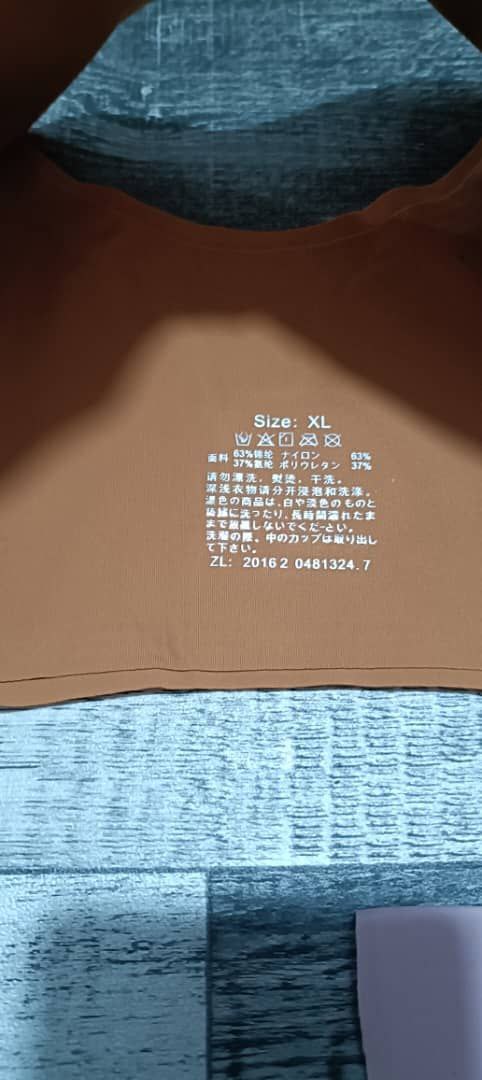 Size: XL
面料 63%锦纶 ナイロン 63%
37%氨纶 ポリウレタン 37%
请勿漂洗，熨烫，干洗。
深浅衣物请分开浸泡和洗涤。
濃色の商品は、白や淡色のものと
一緒に洗ったり、長時間濡れたま
まで放置しないでください。
洗濯の際、中のカップは取り出し
て下さい。
ZL: 2016 2 0481324.7